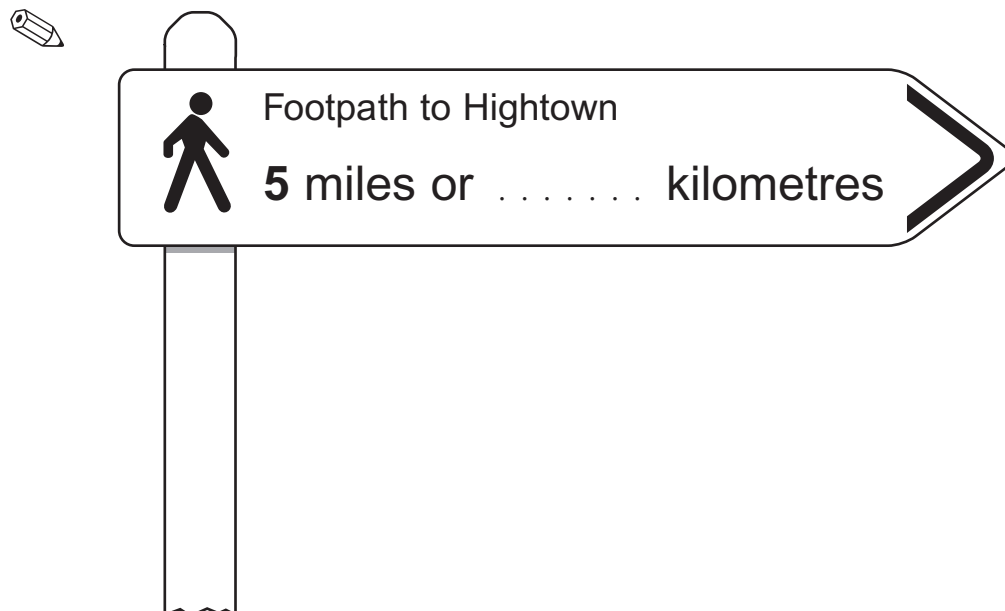 Footpath to Hightown
5 miles or ....... kilometres